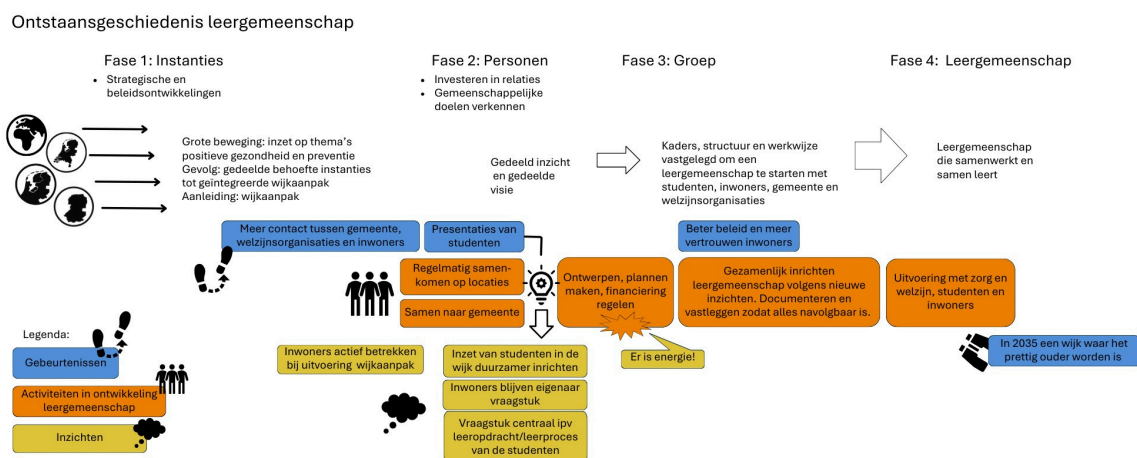 Ontstaansgeschiedenis leergemeenschap
Fase 1: Instanties
• Strategische en
beleidsontwikkelingen
Fase 2: Personen
• Investeren in relaties
• Gemeenschappelijke
doelen verkennen
Fase 3: Groep
Fase 4: Leergemeenschap
Grote beweging: inzet op thema's
positieve gezondheid en preventie
Gevolg: gedeelde behoefte instanties
tot geïntegreerde wijkaanpak
Aanleiding: wijkaanpak
Gedeeld inzicht
en gedeelde
visie
Kaders, structuur en werkwijze
vastgelegd om een
leergemeenschap te starten met
studenten, inwoners, gemeente en
welzijnsorganisaties
Leergemeenschap
die samenwerkt en
samen leert
Meer contact tussen gemeente,
welzijnsorganisaties en inwoners
Presentaties van
studenten
Beter beleid en meer
vertrouwen inwoners
Regelmatig samen-
komen op locaties
Samen naar gemeente
Ontwerpen, plannen
maken, financiering
regelen
Gezamenlijk inrichten
leergemeenschap volgens nieuwe
inzichten. Documenteren en
vastleggen zodat alles navolgbaar is.
Uitvoering met zorg en
welzijn, studenten en
inwoners
Er is energie!
In 2035 een wijk waar het
prettig ouder worden is
Inwoners actief betrekken
bij uitvoering wijkaanpak
Inzet van studenten in de
wijk duurzamer inrichten
Inwoners blijven eigenaar
vraagstuk
Vraagstuk centraal ipv
leeropdracht/leerproces
van de studenten
Legenda:
Gebeurtenissen
Activiteiten in ontwikkeling
leergemeenschap
Inzichten